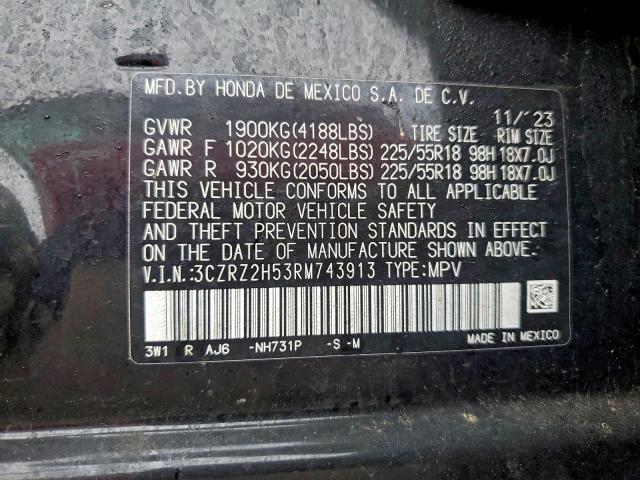 MFD. BY HONDA DE MEXICO S.A. DE C.V.
11/'23
GVWR 1900KG(4188LBS) TIRE SIZE RIM SIZE
GAWR F 1020KG(2248LBS) 225/55R18 98H 18X7.0J
GAWR R 930KG(2050LBS) 225/55R18 98H 18X7.0J
THIS VEHICLE CONFORMS TO ALL APPLICABLE
FEDERAL MOTOR VEHICLE SAFETY
AND THEFT PREVENTION STANDARDS IN EFFECT
ON THE DATE OF MANUFACTURE SHOWN ABOVE.
V.I.N.:3CZRZ2H53RM743913 TYPE:MPV
3W1 R AJ6 -NH731P -S -M
MADE IN MEXICO